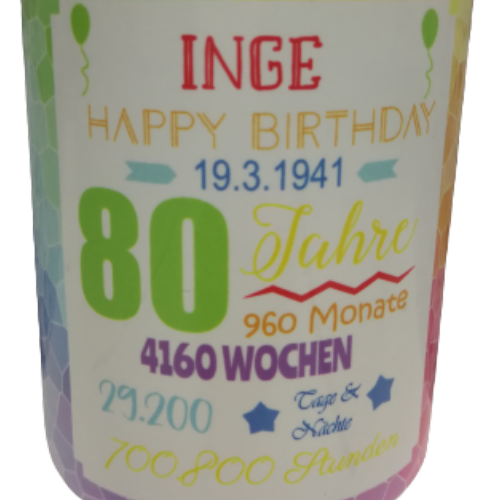 INGE
HAPPY BIRTHDAY
19.3.1941
80 Jahre
960 Monate
4160 WOCHEN
29.200 Tage &
Nächte
700.800 Stunden